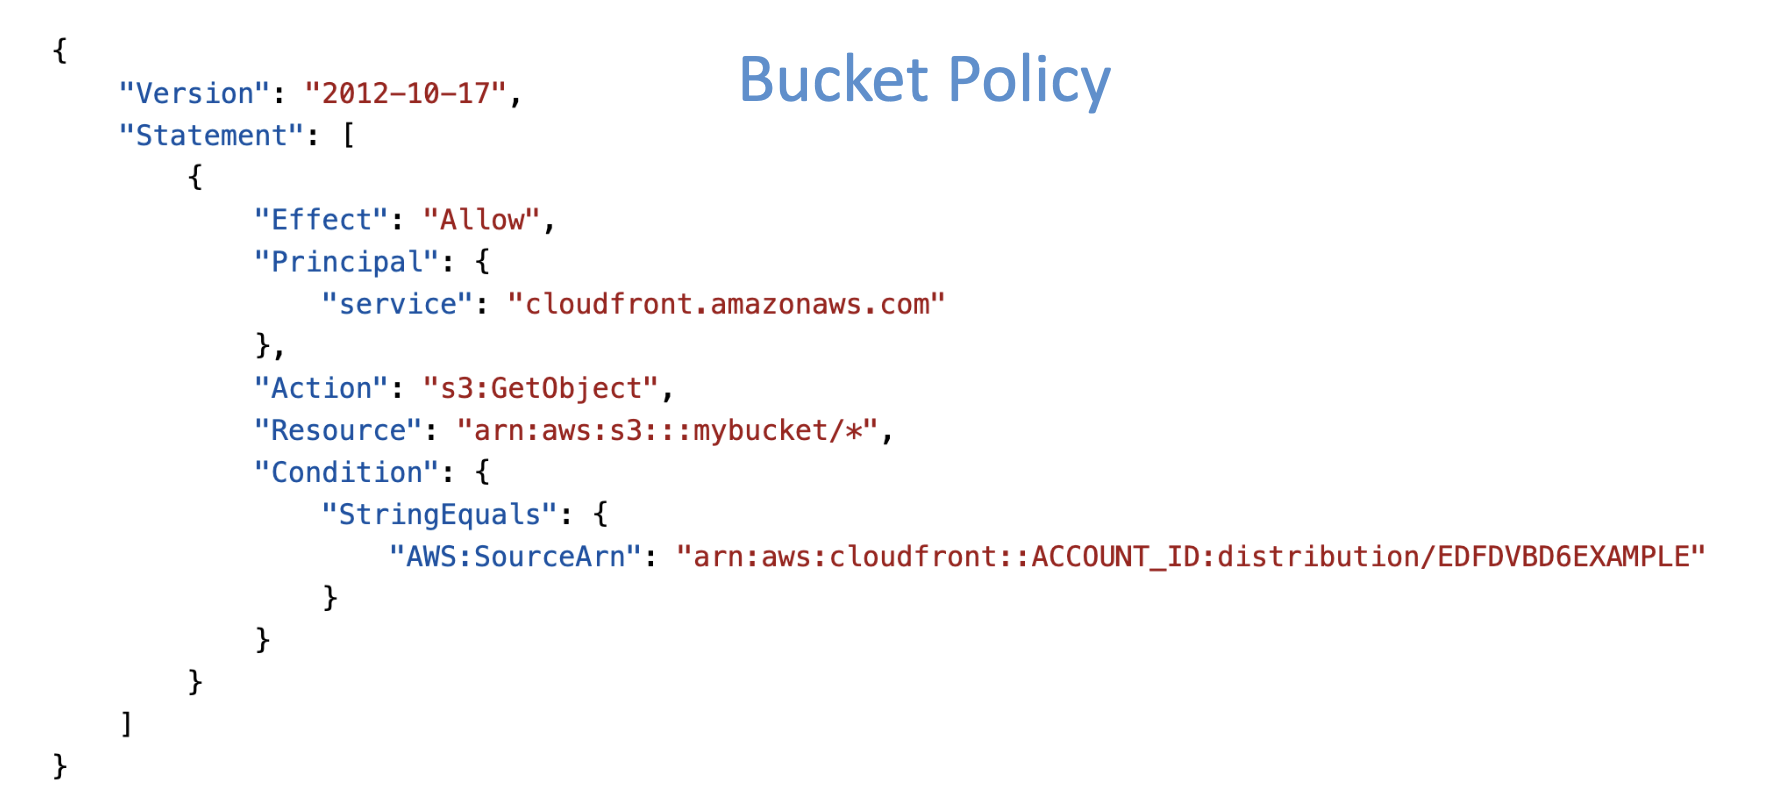 Bucket Policy
{
    "Version": "2012-10-17",
    "Statement": [
        {
            "Effect": "Allow",
            "Principal": {
                "service": "cloudfront.amazonaws.com"
            },
            "Action": "s3:GetObject",
            "Resource": "arn:aws:s3:::mybucket/*",
            "Condition": {
                "StringEquals": {
                    "AWS:SourceArn": "arn:aws:cloudfront::ACCOUNT_ID:distribution/EDFDVBD6EXAMPLE"
                }
            }
        }
    ]
}